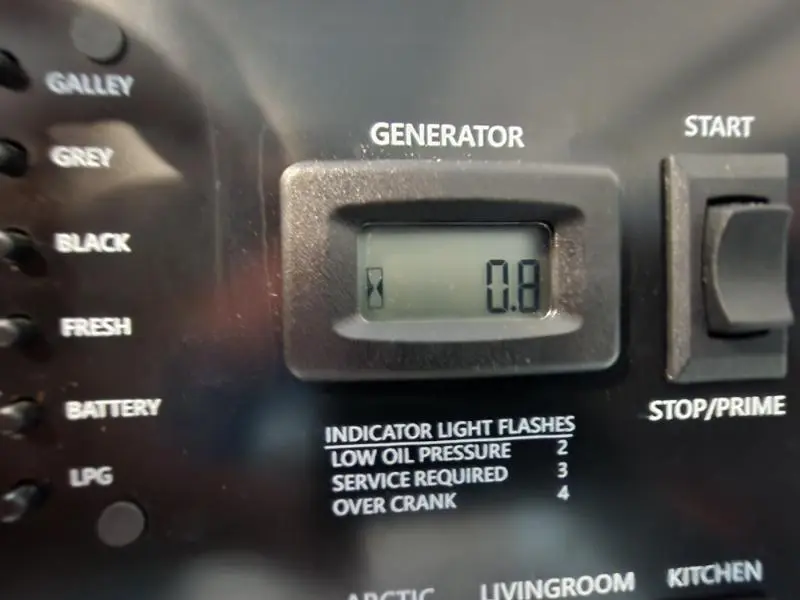 GALLEY
GREY
BLACK
FRESH
BATTERY
LPG
GENERATOR
0.8
START
STOP/PRIME
INDICATOR LIGHT FLASHES
LOW OIL PRESSURE 2
SERVICE REQUIRED 3
OVER CRANK 4
ARCTIC
LIVINGROOM
KITCHEN